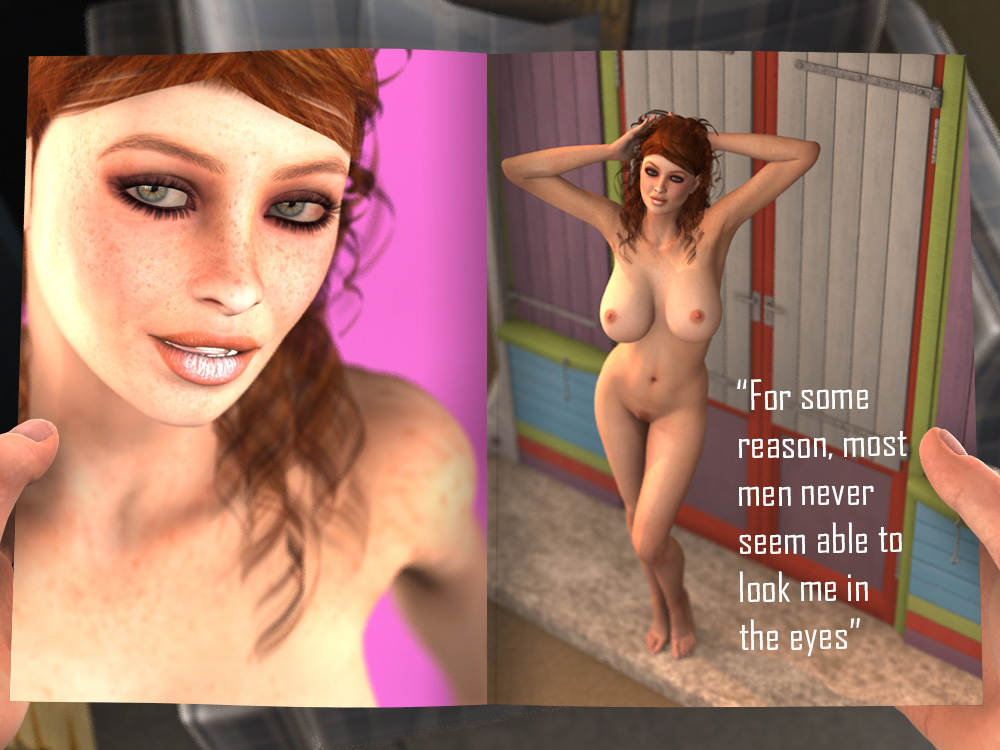 “For some
reason, most
men never
seem able to
look me in
the eyes”